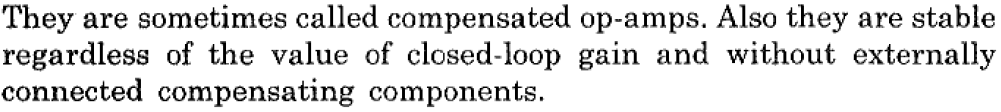 They are sometimes called compensated op-amps. Also they are stable
regardless of the value of closed-loop gain and without externally
connected compensating components.